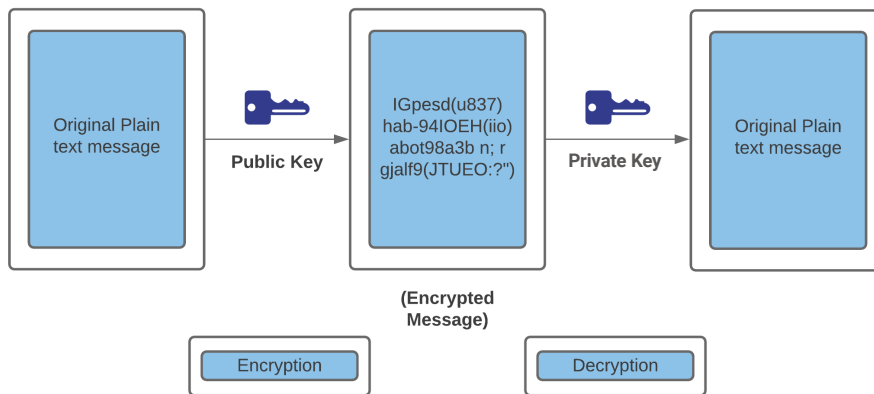 Original Plain
text message
Public Key
IGpesd(u837)
hab-94IOEH(iio)
abot98a3b n; r
gjalf9(JTUEO:?")
Private Key
Original Plain
text message
(Encrypted
Message)
Encryption
Decryption